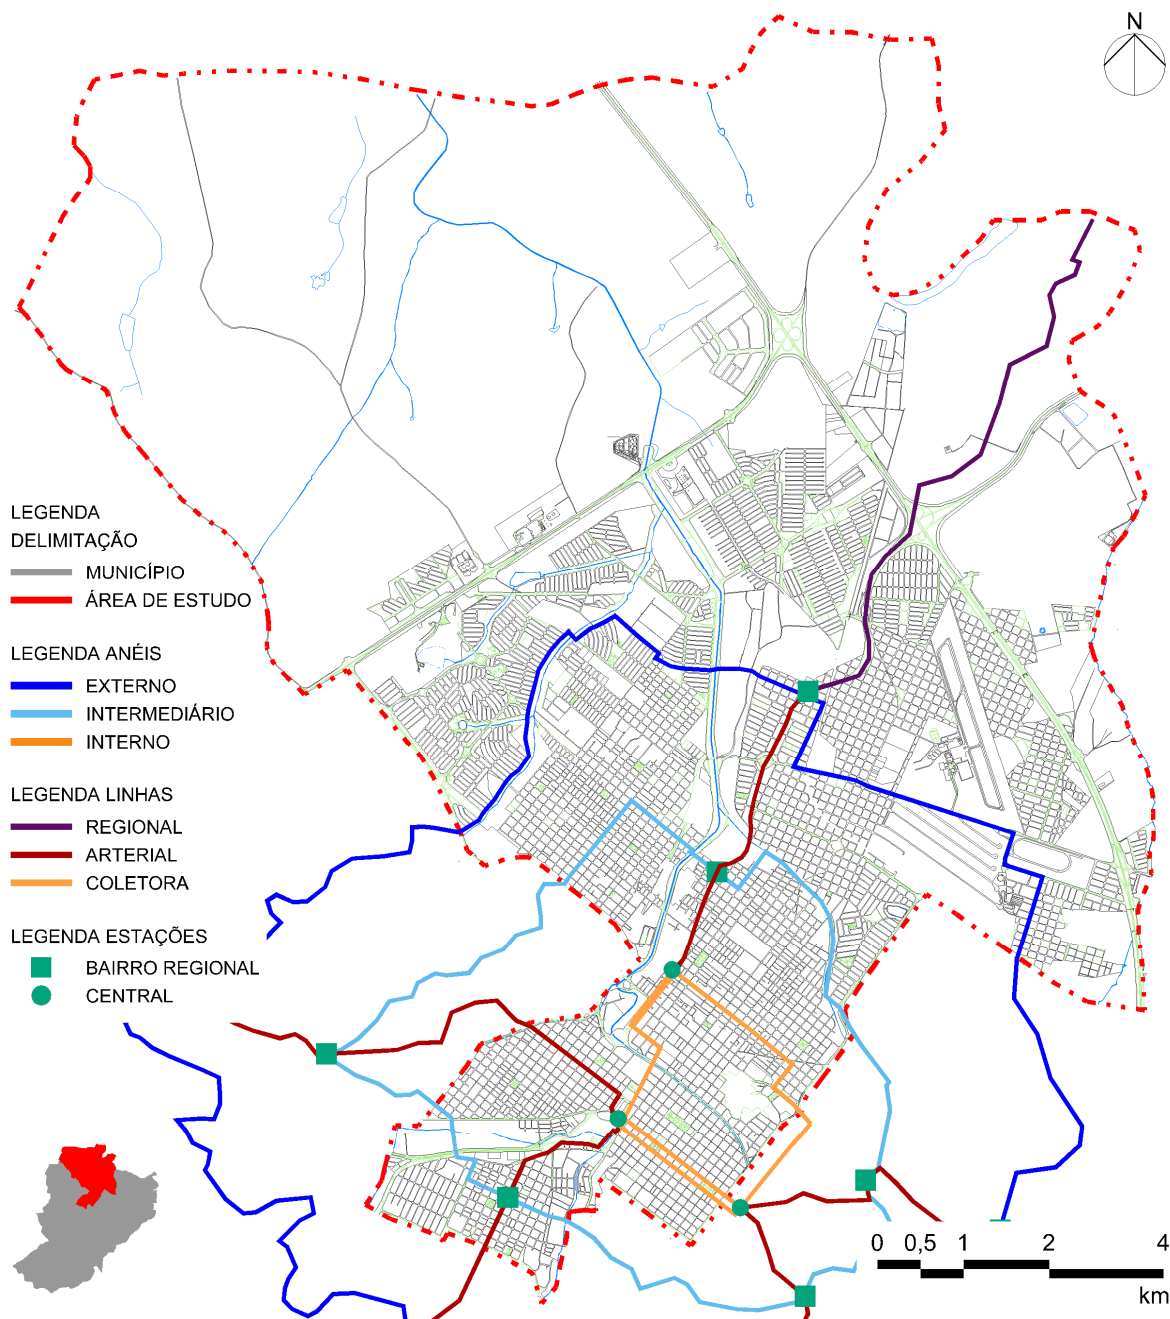 N
LEGENDA
DELIMITAÇÃO
MUNICÍPIO
ÁREA DE ESTUDO
LEGENDA ANÉIS
EXTERNO
INTERMEDIÁRIO
INTERNO
LEGENDA LINHAS
REGIONAL
ARTERIAL
COLETORA
LEGENDA ESTAÇÕES
BAIRRO REGIONAL
CENTRAL
0 0,5 1 2 4
km